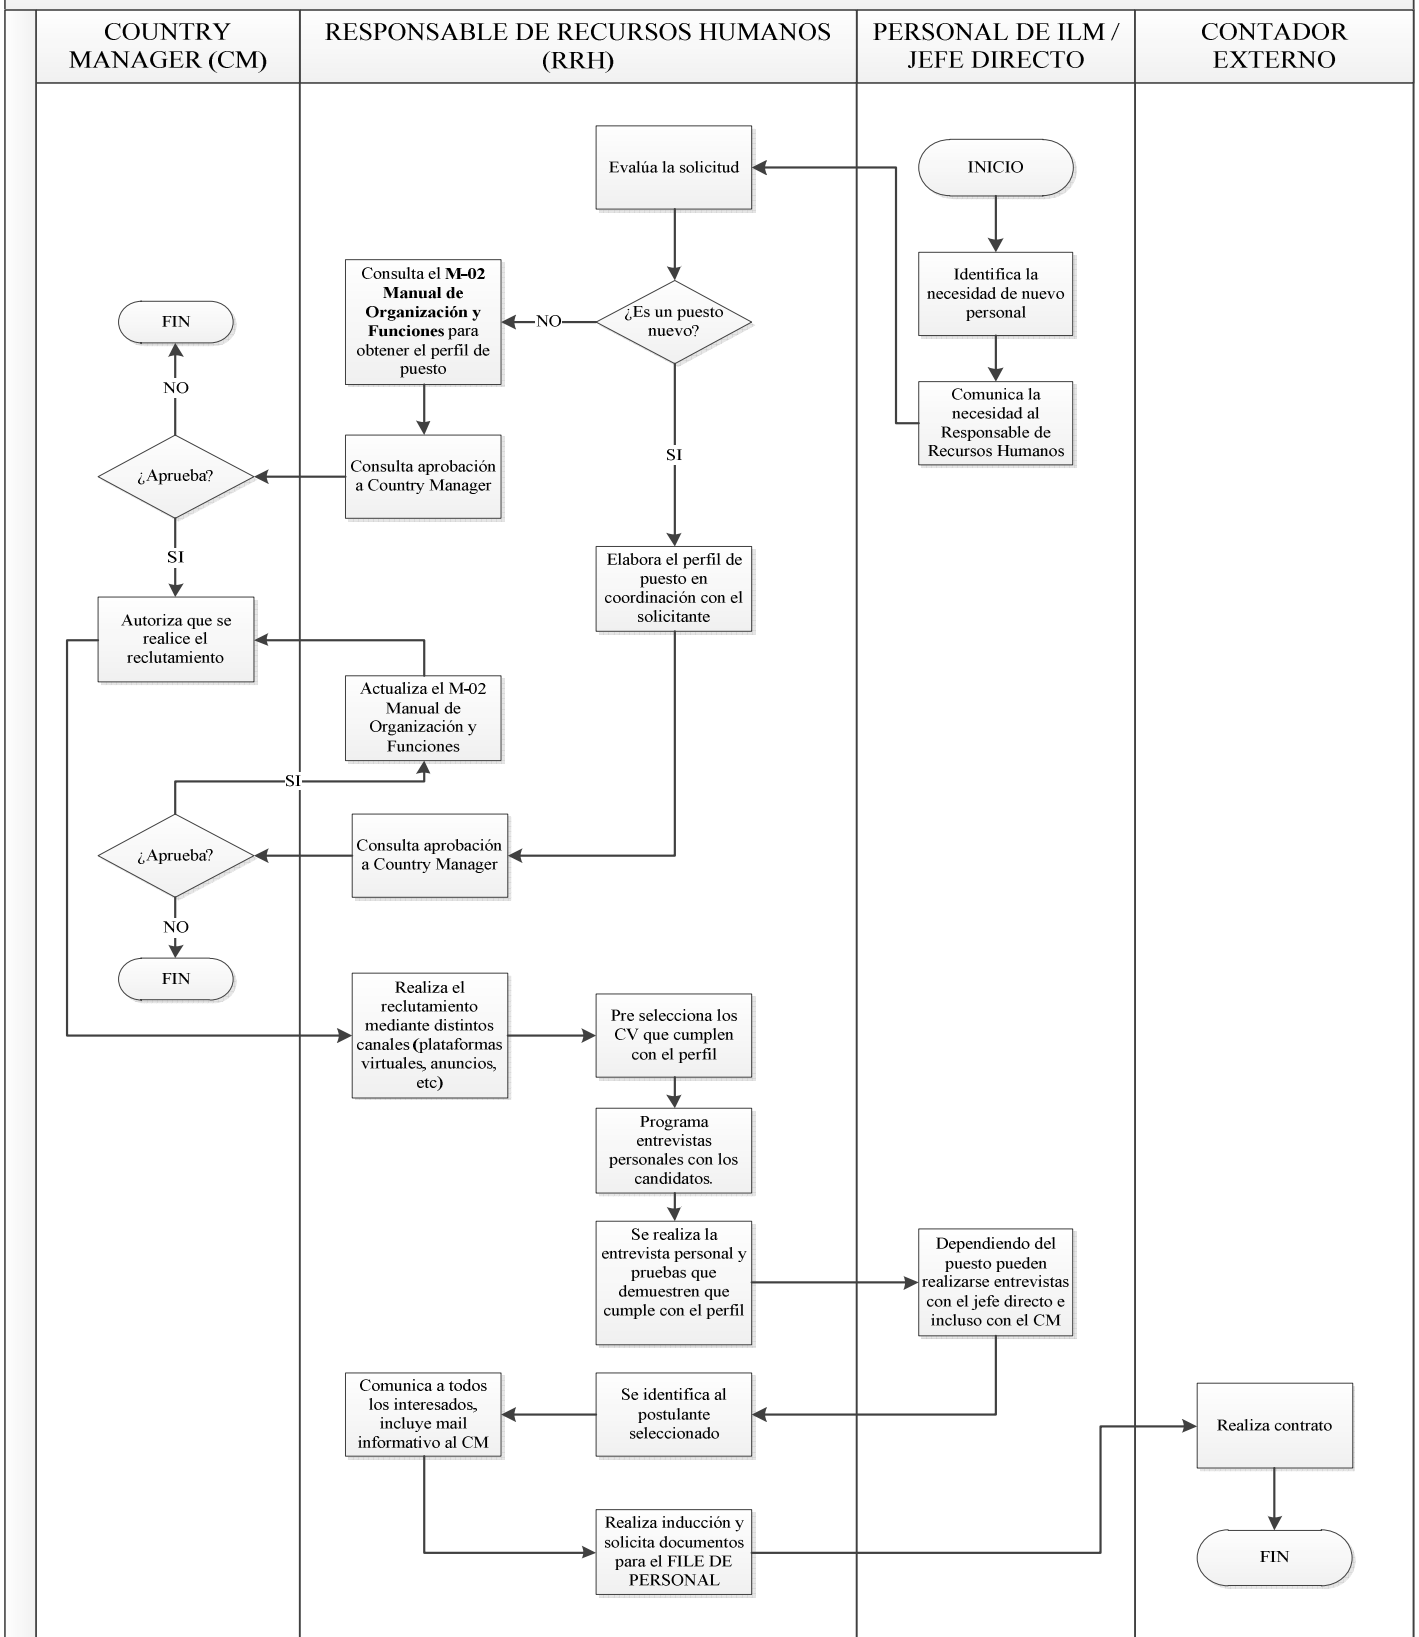 COUNTRY
MANAGER (CM)
RESPONSABLE DE RECURSOS HUMANOS
(RRH)
PERSONAL DE ILM /
JEFE DIRECTO
CONTADOR
EXTERNO
INICIO
Identifica la
necesidad de nuevo
personal
Comunica la
necesidad al
Responsable de
Recursos Humanos
Evalúa la solicitud
¿Es un puesto
nuevo?
NO
Consulta el M-02
Manual de
Organización y
Funciones para
obtener el perfil de
puesto
Consulta aprobación
a Country Manager
¿Aprueba?
NO
FIN
SI
Autoriza que se
realice el
reclutamiento
SI
Elabora el perfil de
puesto en
coordinación con el
solicitante
Consulta aprobación
a Country Manager
¿Aprueba?
SI
Actualiza el M-02
Manual de
Organización y
Funciones
NO
FIN
Realiza el
reclutamiento
mediante distintos
canales (plataformas
virtuales, anuncios,
etc)
Pre selecciona los
CV que cumplen
con el perfil
Programa
entrevistas
personales con los
candidatos.
Se realiza la
entrevista personal y
pruebas que
demuestren que
cumple con el perfil
Dependiendo del
puesto pueden
realizarse entrevistas
con el jefe directo e
incluso con el CM
Se identifica al
postulante
seleccionado
Comunica a todos
los interesados,
incluye mail
informativo al CM
Realiza inducción y
solicita documentos
para el FILE DE
PERSONAL
Realiza contrato
FIN